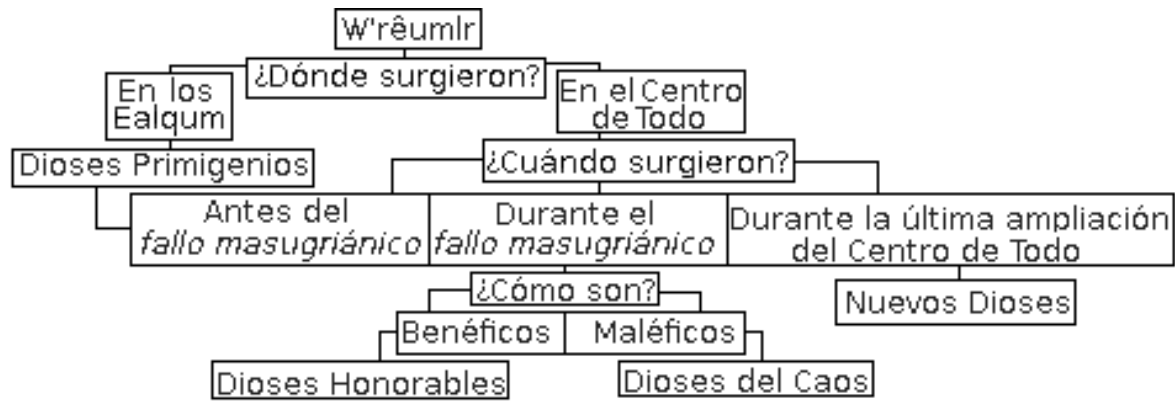 W'rêumlr
¿Dónde surgieron?
En los
Ealqum
En el Centro
de Todo
Dioses Primigenios
¿Cuándo surgieron?
Antes del
fallo masugriánico
Durante el
fallo masugriánico
Durante la última ampliación
del Centro de Todo
¿Cómo son?
Nuevos Dioses
Benéficos
Maléficos
Dioses Honorables
Dioses del Caos